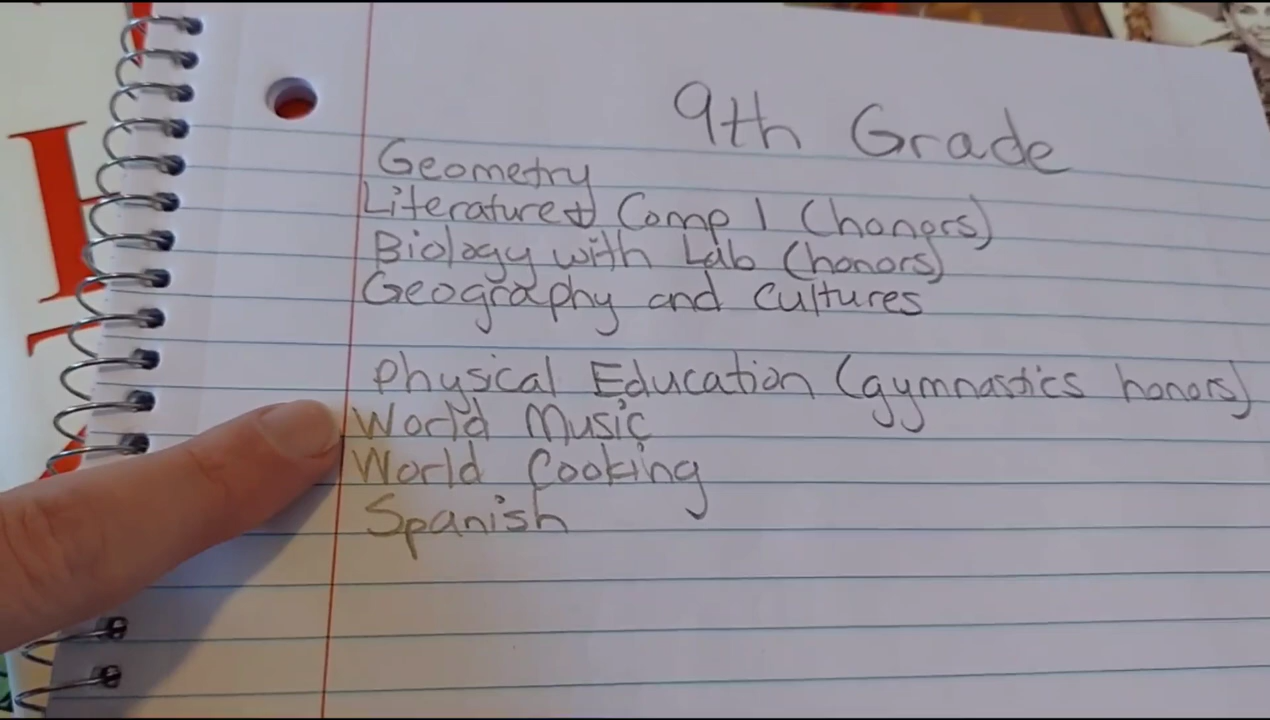 9th Grade
Geometry
Literature & Comp 1 (honors)
Biology with Lab (honors)
Geography and Cultures
Physical Education (gymnastics honors)
World Music
World Cooking
Spanish